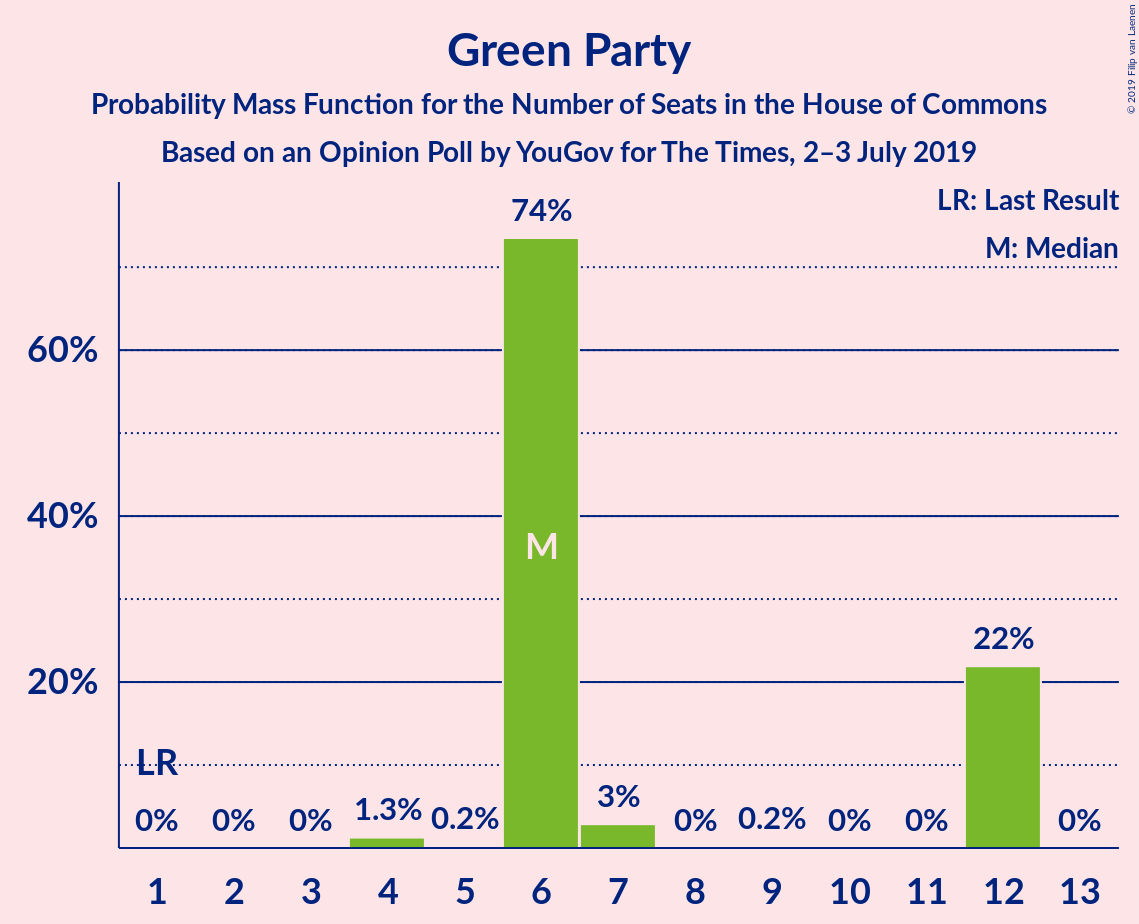 Green Party
Probability Mass Function for the Number of Seats in the House of Commons
Based on an Opinion Poll by YouGov for The Times, 2–3 July 2019
© 2019 Filip van Laenen
LR: Last Result
M: Median
74%
60%
40%
M
22%
20%
LR
0% 0% 0% 1.3% 0.2% 3% 0% 0.2% 0% 0% 0%
1 2 3 4 5 6 7 8 9 10 11 12 13